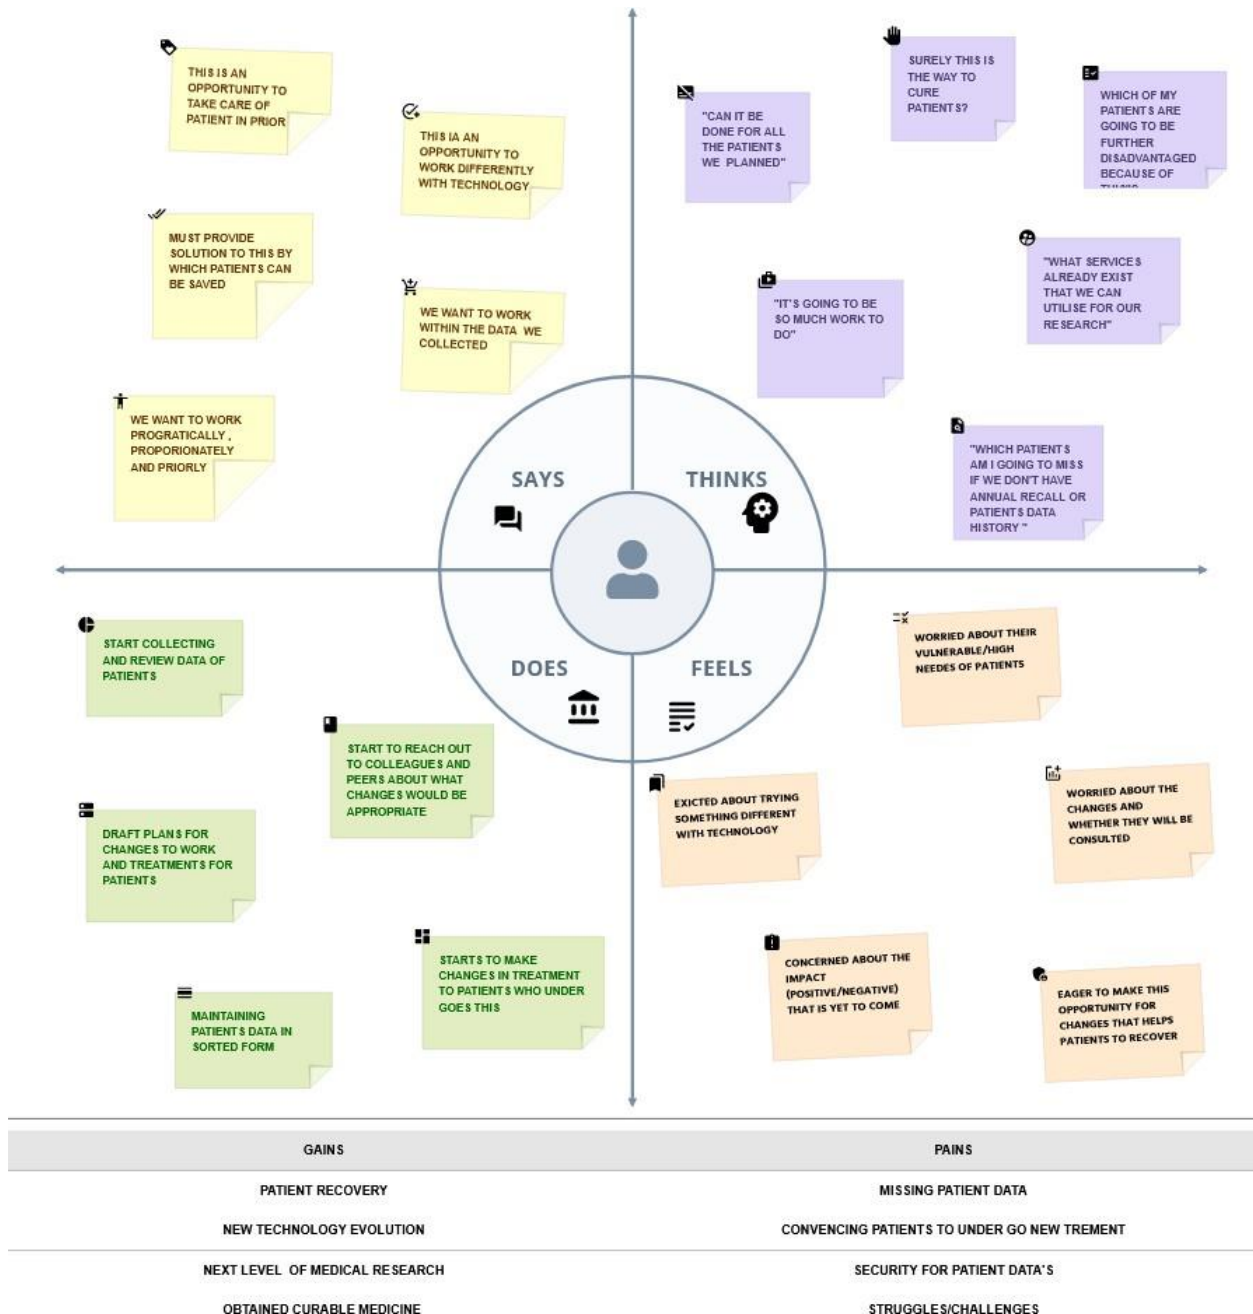 THIS IS AN
OPPORTUNITY TO
TAKE CARE OF
PATIENT IN PRIOR
THIS IA AN
OPPORTUNITY TO
WORK DIFFERENTLY
WITH TECHNOLOGY
MUST PROVIDE
SOLUTION TO THIS BY
WHICH PATIENTS CAN
BE SAVED
WE WANT TO WORK
WITHIN THE DATA WE
COLLECTED
WE WANT TO WORK
PROGRATICALLY ,
PROPORIONATELY
AND PRIORLY
SURELY THIS IS
THE WAY TO
CURE
PATIENTS?
"CAN IT BE
DONE FOR ALL
THE PATIENTS
WE PLANNED"
WHICH OF MY
PATIENTS ARE
GOING TO BE
FURTHER
DISADVANTAGED
BECAUSE OF
"WHAT SERVICES
ALREADY EXIST
THAT WE CAN
UTILISE FOR OUR
RESEARCH"
"IT'S GOING TO BE
SO MUCH WORK TO
DO"
"WHICH PATIENTS
AM I GOING TO MISS
IF WE DON'T HAVE
ANNUAL RECALL OR
PATIENTS DATA
HISTORY "
SAYS
THINKS
DOES
FEELS
START COLLECTING
AND REVIEW DATA OF
PATIENTS
START TO REACH OUT
TO COLLEAGUES AND
PEERS ABOUT WHAT
CHANGES WOULD BE
APPROPRIATE
DRAFT PLANS FOR
CHANGES TO WORK
AND TREATMENTS FOR
PATIENTS
STARTS TO MAKE
CHANGES IN TREATMENT
TO PATIENTS WHO UNDER
GOES THIS
MAINTAINING
PATIENTS DATA IN
SORTED FORM
WORRIED ABOUT THEIR
VULNERABLE/HIGH
NEEDES OF PATIENTS
EXICTED ABOUT TRYING
SOMETHING DIFFERENT
WITH TECHNOLOGY
WORRIED ABOUT THE
CHANGES AND
WHETHER THEY WILL BE
CONSULTED
CONCERNED ABOUT THE
IMPACT
(POSITIVE/NEGATIVE)
THAT IS YET TO COME
EAGER TO MAKE THIS
OPPORTUNITY FOR
CHANGES THAT HELPS
PATIENTS TO RECOVER
GAINS
PAINS
PATIENT RECOVERY
MISSING PATIENT DATA
NEW TECHNOLOGY EVOLUTION
CONVENCING PATIENTS TO UNDER GO NEW TREMENT
NEXT LEVEL OF MEDICAL RESEARCH
SECURITY FOR PATIENT DATA'S
OBTAINED CURABLE MEDICINE
STRUGGLES/CHALLENGES